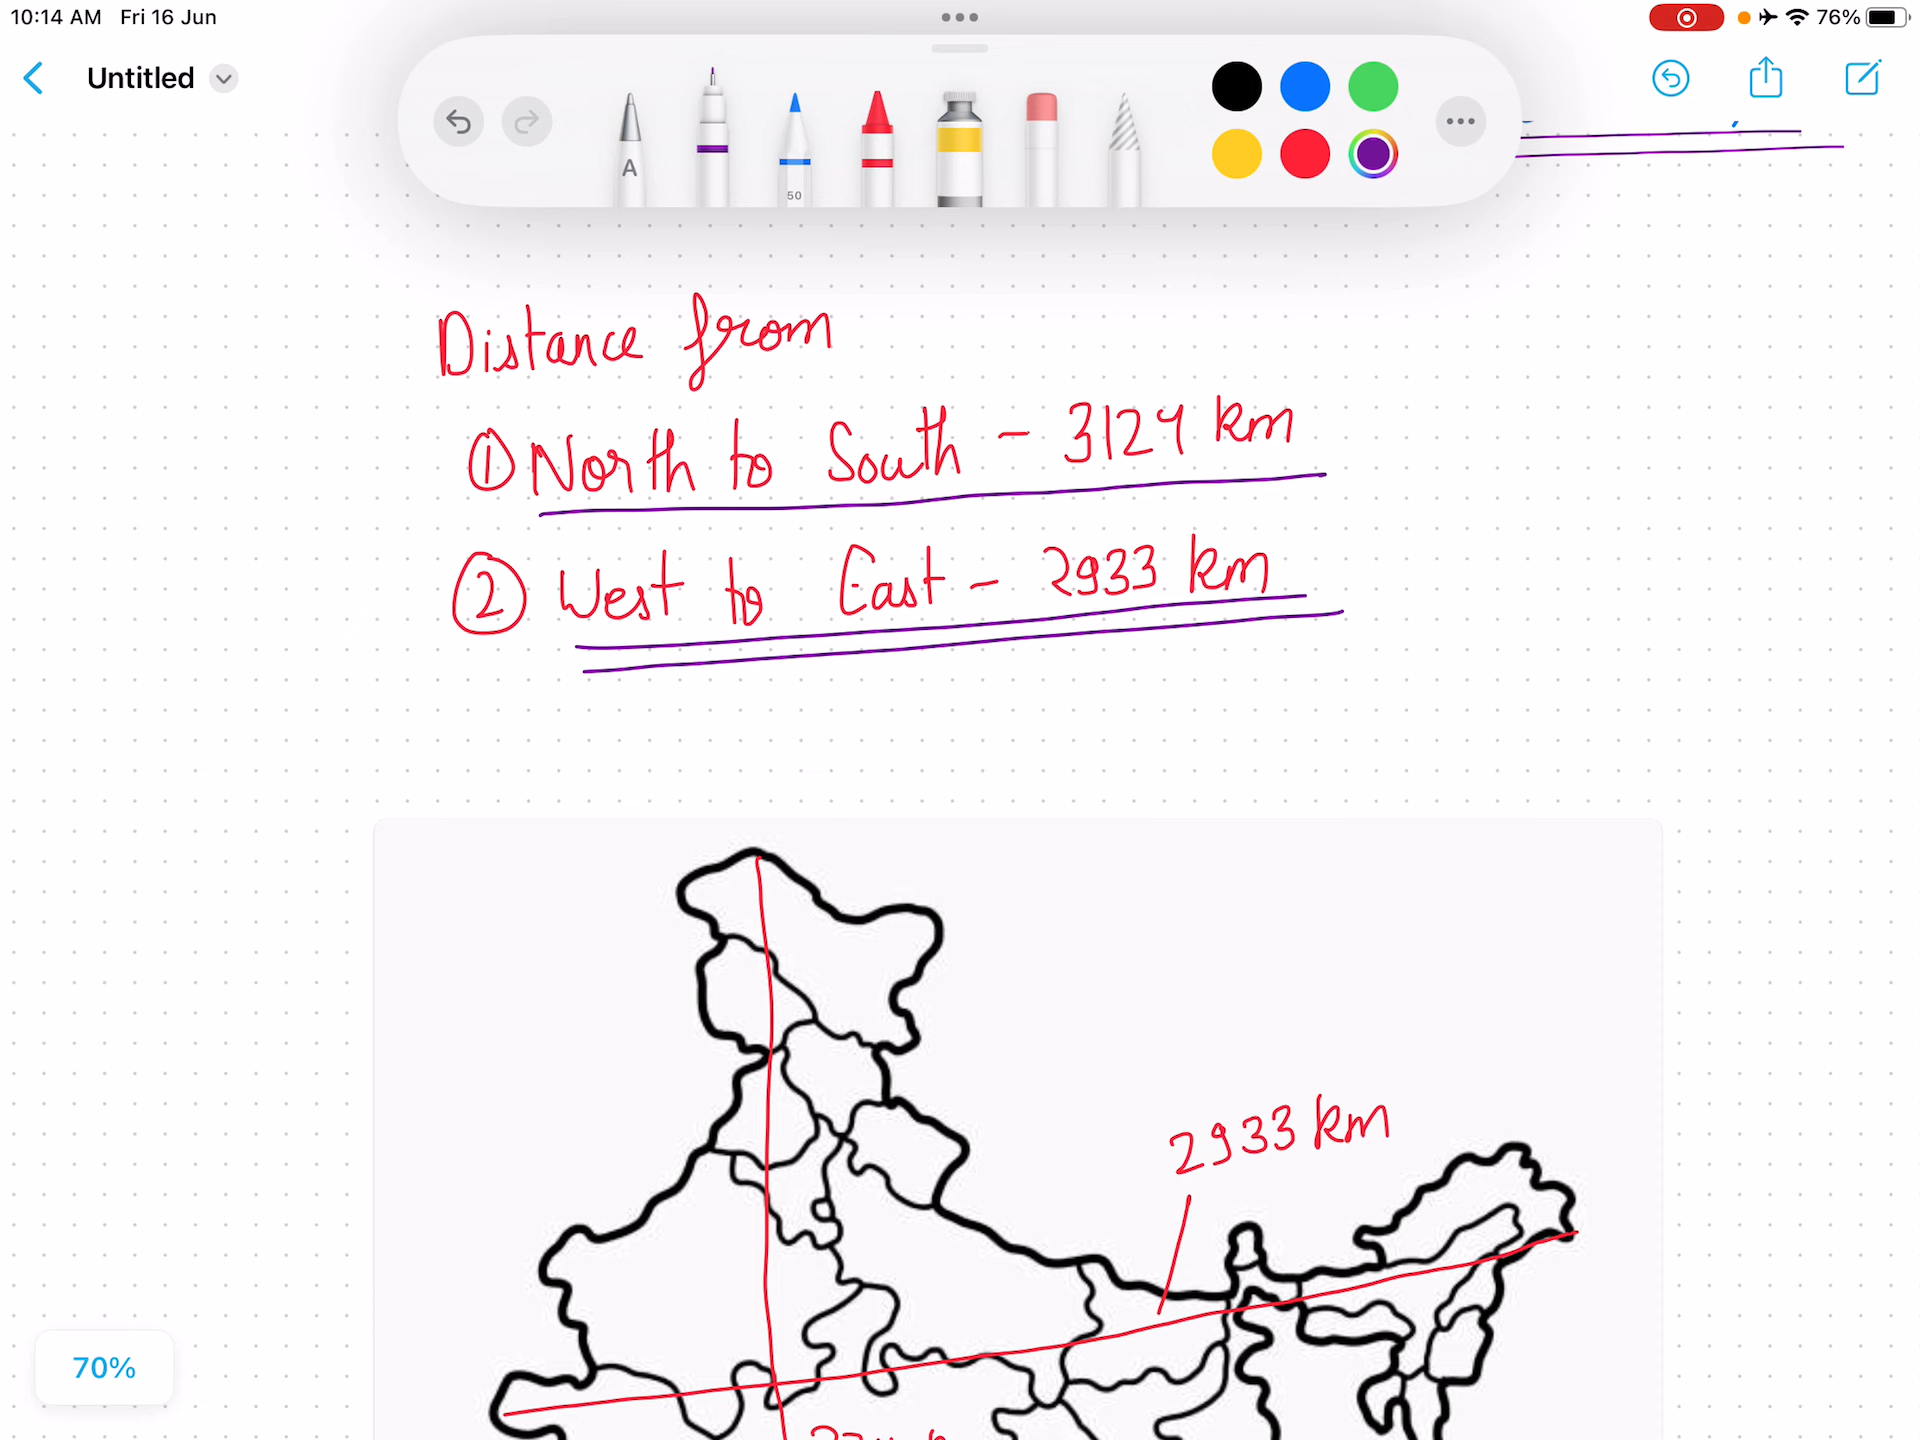 10:14 AM Fri 16 Jun
76%
Untitled
A
50
Distance from
① North to South - 3124 km
② West to East - 2933 km
2933 km
70%